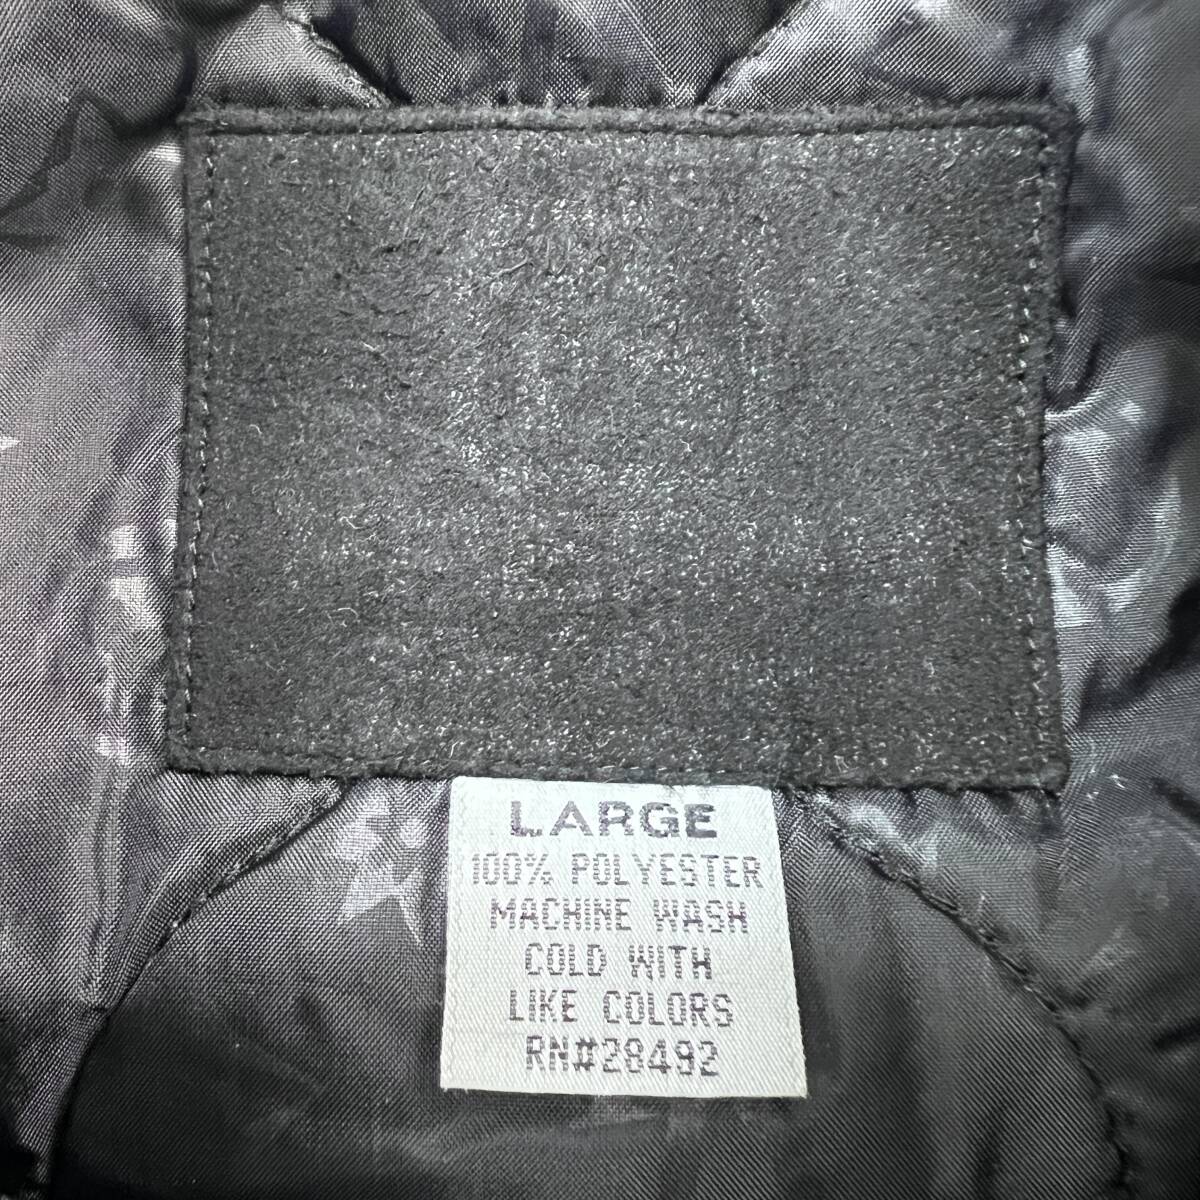 LARGE
100% POLYESTER
MACHINE WASH
COLD WITH
LIKE COLORS
RN#28492